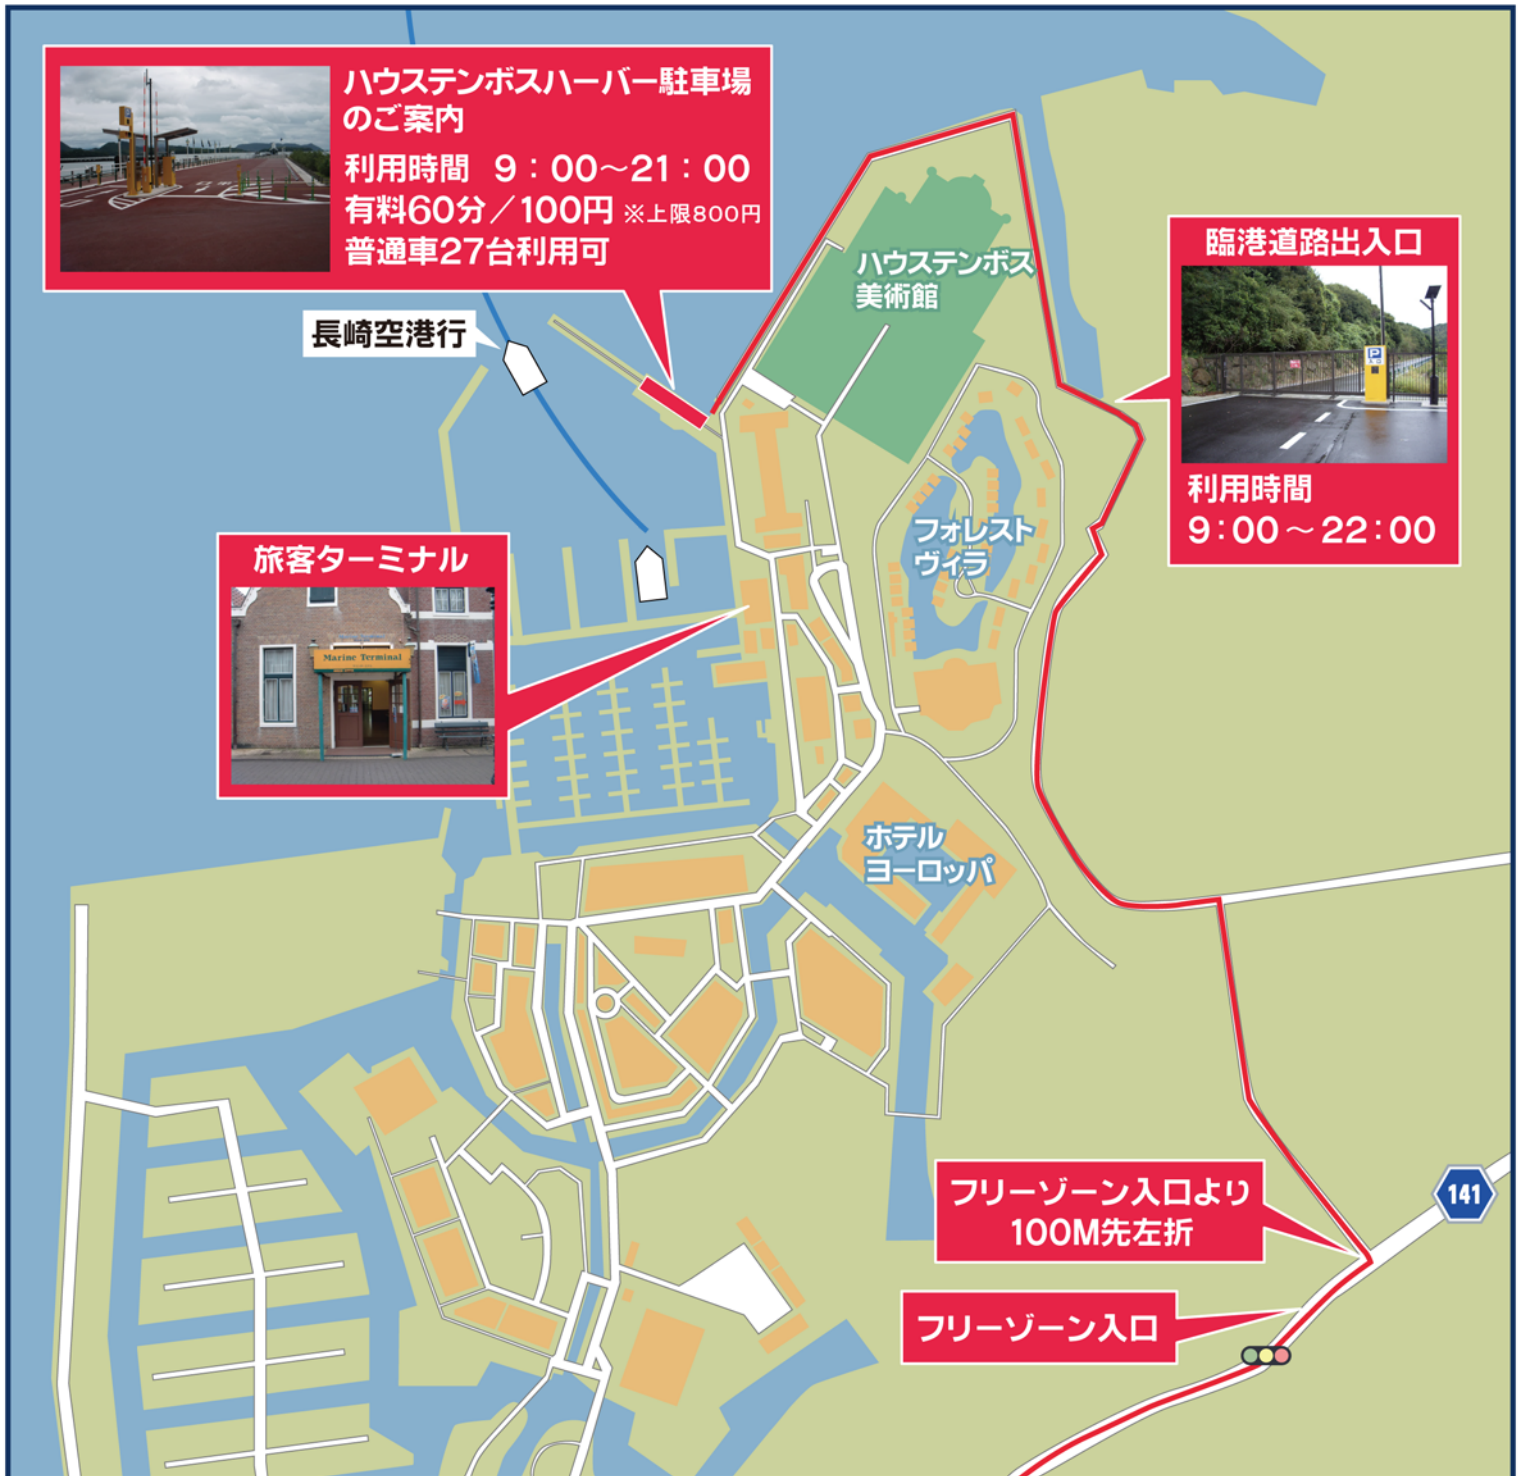 ハウステンボスハーバー駐車場
のご案内
利用時間 9：00～21：00
有料60分／100円 ※上限800円
普通車27台利用可
長崎空港行
ハウステンボス
美術館
臨港道路出入口
利用時間
9：00～22：00
旅客ターミナル
Marine Terminal
フォレスト
ヴィラ
ホテル
ヨーロッパ
フリーゾーン入口より
100M先左折
141
フリーゾーン入口